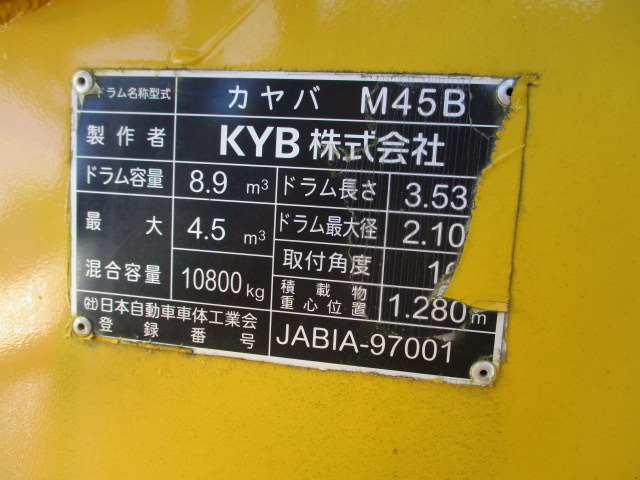 ドラム名称型式 カヤバ M45B
製作者 KYB 株式会社
ドラム容量 8.9 m³ ドラム長さ 3.53
最大 4.5 m³ ドラム最大径 2.10
混合容量 10800kg 取付角度
積載物重心位置 1.280m
(社)日本自動車車体工業会
登録番号 JABIA-97001